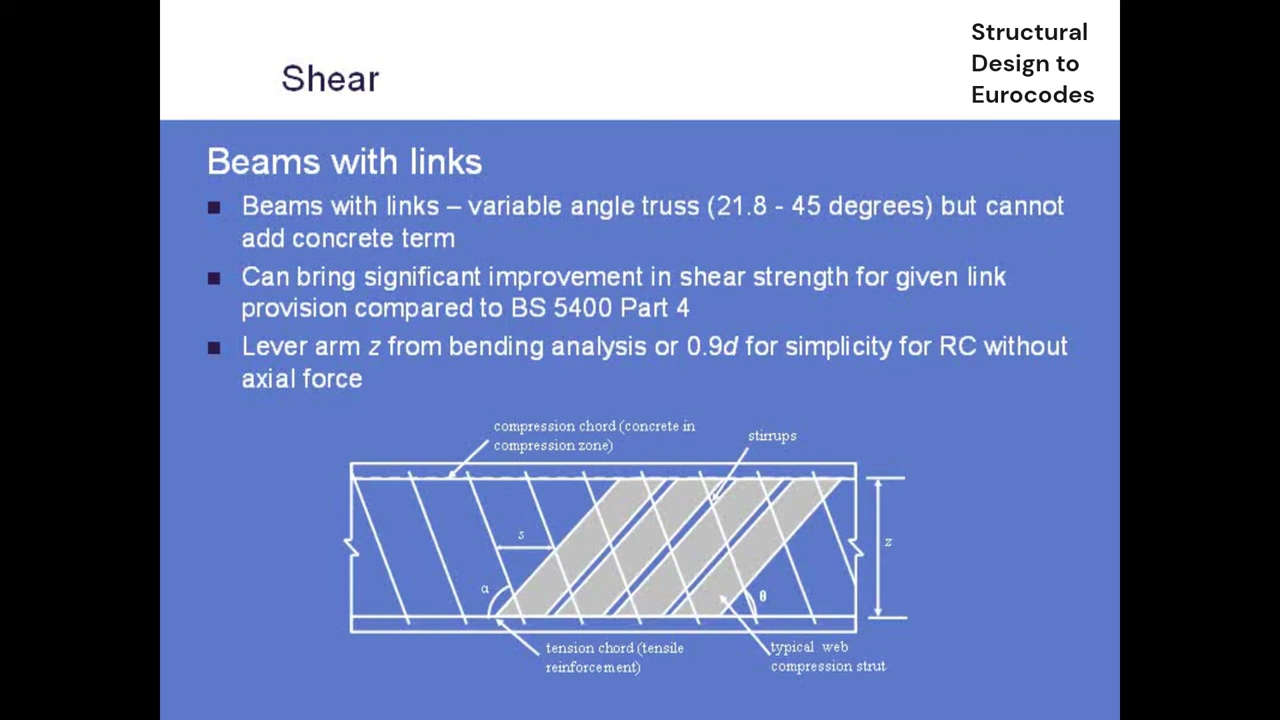 Structural
Design to
Eurocodes
Shear
Beams with links
Beams with links – variable angle truss (21.8 - 45 degrees) but cannot
add concrete term
Can bring significant improvement in shear strength for given link
provision compared to BS 5400 Part 4
Lever arm z from bending analysis or 0.9d for simplicity for RC without
axial force
compression chord (concrete in
compression zone)
stirrups
s
z
α
θ
tension chord (tensile
reinforcement)
typical web
compression strut